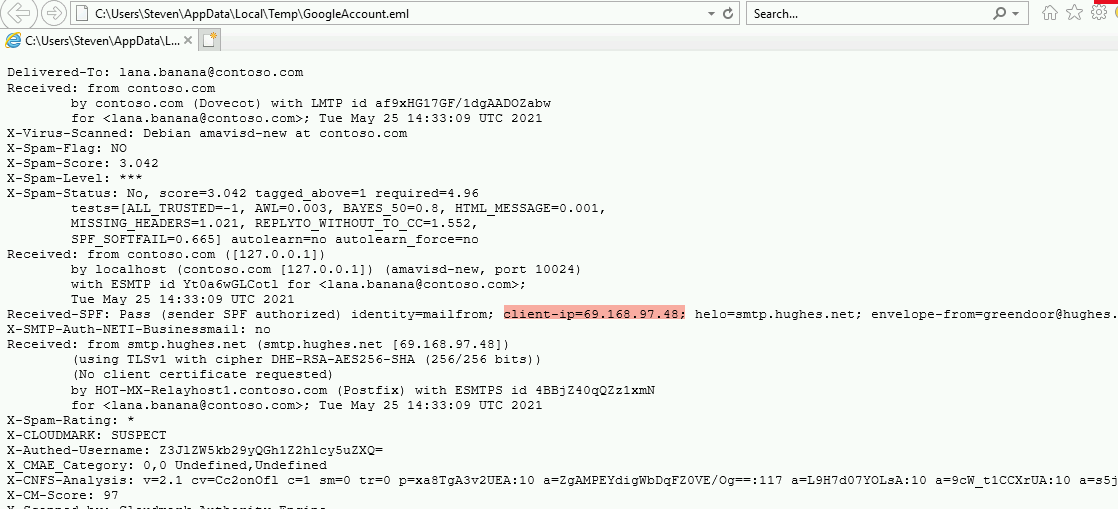 C:\Users\Steven\AppData\Local\Temp\GoogleAccount.eml
Search...
C:\Users\Steven\AppData\L...
Delivered-To: lana.banana@contoso.com
Received: from contoso.com
by contoso.com (Dovecot) with LMTP id af9xHG17GF/1dgAADOZabw
for <lana.banana@contoso.com>; Tue May 25 14:33:09 UTC 2021
X-Virus-Scanned: Debian amavisd-new at contoso.com
X-Spam-Flag: NO
X-Spam-Score: 3.042
X-Spam-Level: ***
X-Spam-Status: No, score=3.042 tagged_above=1 required=4.96
tests=[ALL_TRUSTED=-1, AWL=0.003, BAYES_50=0.8, HTML_MESSAGE=0.001,
MISSING_HEADERS=1.021, REPLYTO_WITHOUT_TO_CC=1.552,
SPF_SOFTFAIL=0.665] autolearn=no autolearn_force=no
Received: from contoso.com ([127.0.0.1])
by localhost (contoso.com [127.0.0.1]) (amavisd-new, port 10024)
with ESMTP id Yt0a6wGLCotl for <lana.banana@contoso.com>;
Tue May 25 14:33:09 UTC 2021
Received-SPF: Pass (sender SPF authorized) identity=mailfrom; client-ip=69.168.97.48; helo=smtp.hughes.net; envelope-from=greendoor@hughes.
X-SMTP-Auth-NETI-Businessmail: no
Received: from smtp.hughes.net (smtp.hughes.net [69.168.97.48])
(using TLSv1 with cipher DHE-RSA-AES256-SHA (256/256 bits))
(No client certificate requested)
by HOT-MX-Relayhost1.contoso.com (Postfix) with ESMTPS id 4BBjZ40qQZz1xmN
for <lana.banana@contoso.com>; Tue May 25 14:33:09 UTC 2021
X-Spam-Rating: *
X-CLOUDMARK: SUSPECT
X-Authed-Username: Z3JlZW5kb29yQGh1Z2hlcy5uZXQ=
X_CMAE_Category: 0,0 Undefined,Undefined
X-CNFS-Analysis: v=2.1 cv=Cc2onOfl c=1 sm=0 tr=0 p=xa8TgA3v2UEA:10 a=ZgAMPEYdigWbDqFZ0VE/Og==:117 a=L9H7d07YOLsA:10 a=9cW_t1CCXrUA:10 a=s5j
X-CM-Score: 97
X-Scanned-by: Cloudmark Authority Engine